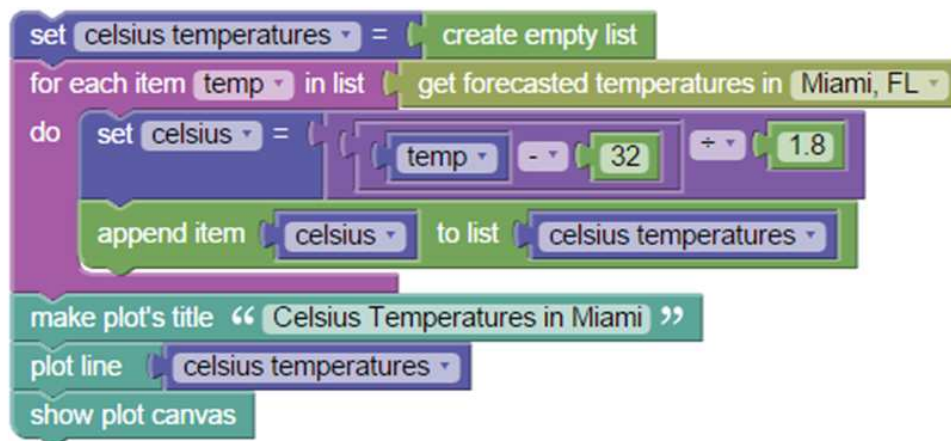 set celsius temperatures = create empty list
for each item temp in list get forecasted temperatures in Miami, FL
do set celsius = temp - 32 ÷ 1.8
append item celsius to list celsius temperatures
make plot's title “ Celsius Temperatures in Miami ”
plot line celsius temperatures
show plot canvas